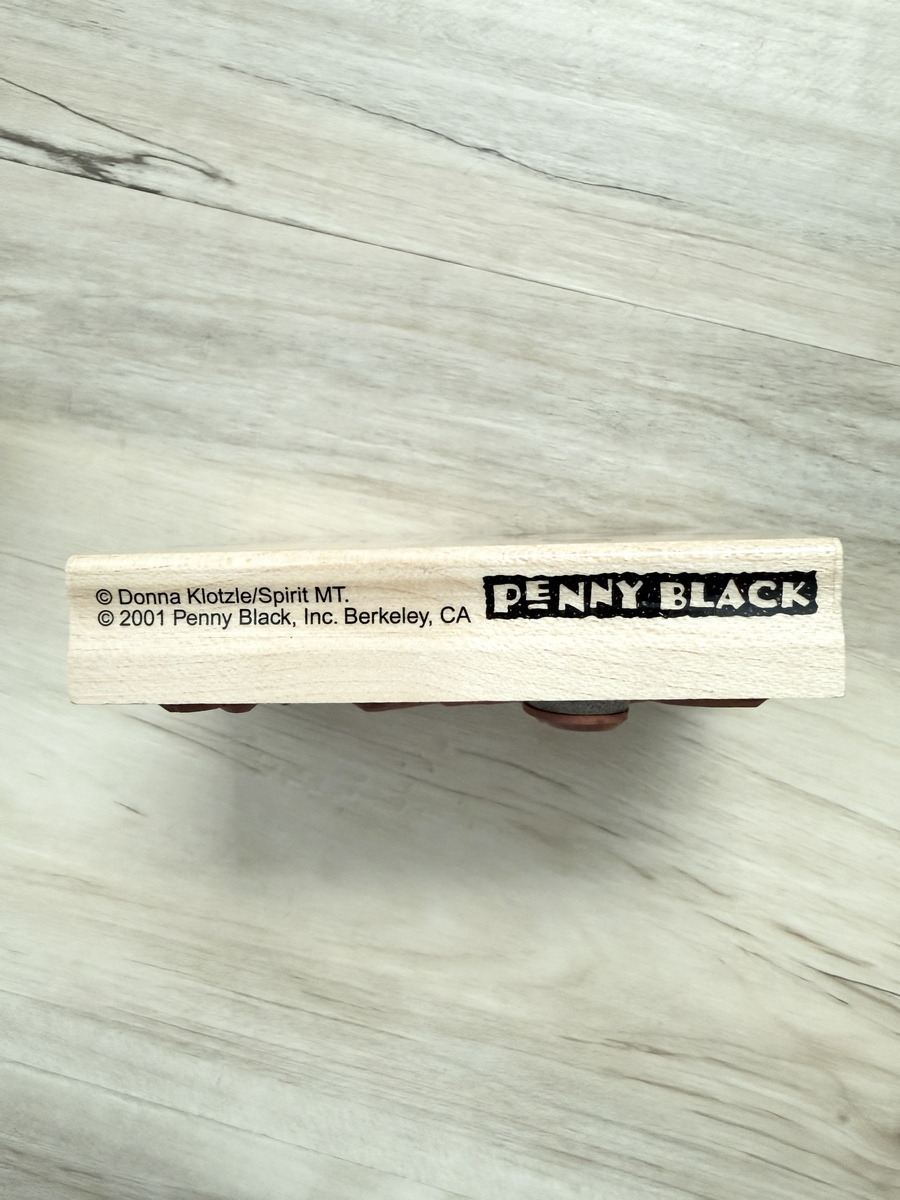 © Donna Klotzle/Spirit MT.
© 2001 Penny Black, Inc. Berkeley, CA
PENNY BLACK